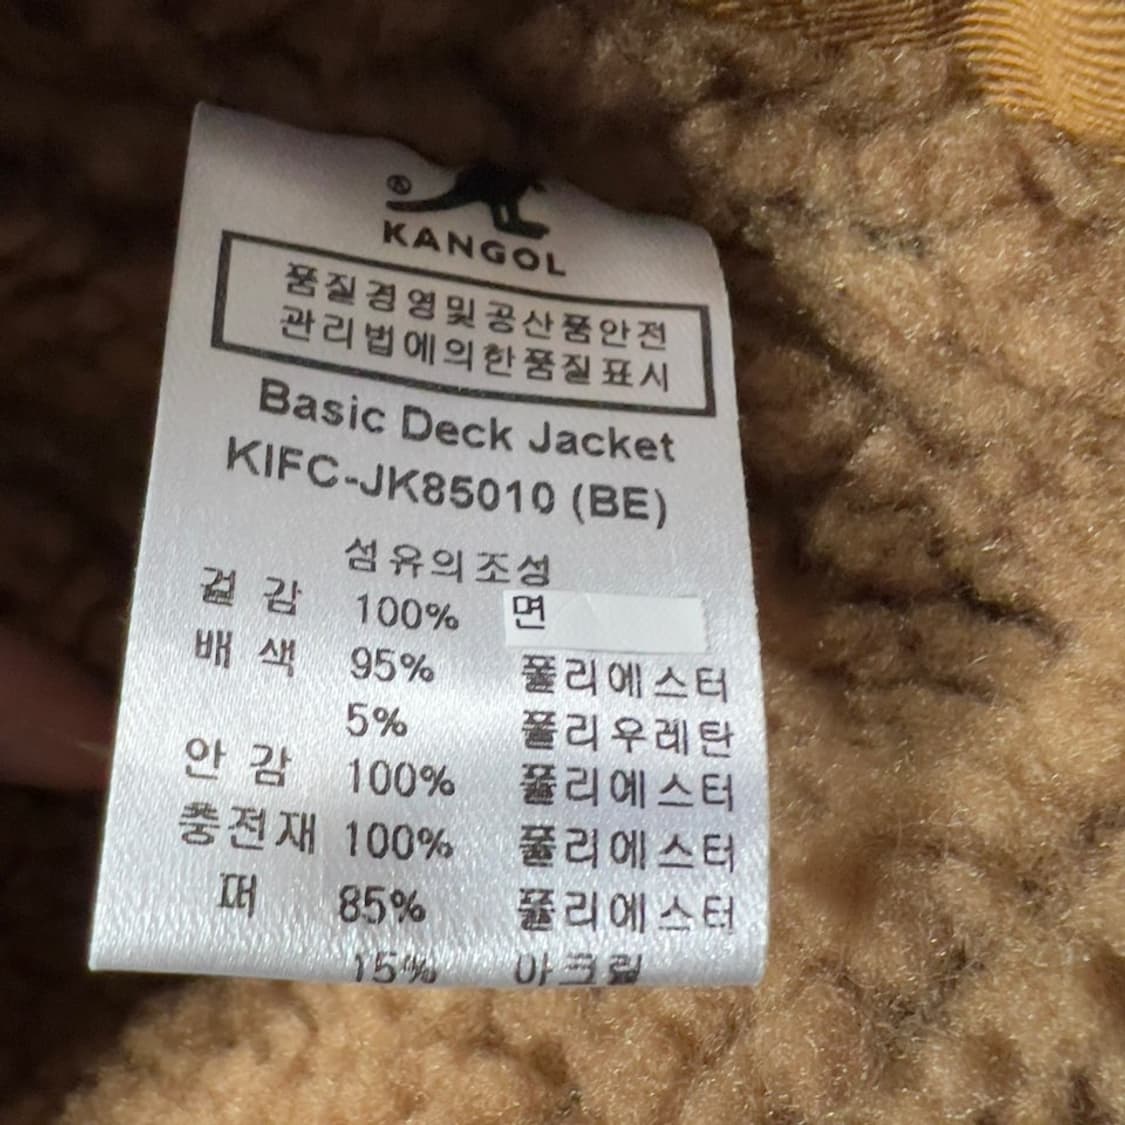 ®
KANGOL
품질경영및공산품안전
관리법에의한품질표시
Basic Deck Jacket
KIFC-JK85010 (BE)
섬유의조성
겉 감 100% 면
배 색 95% 폴리에스터
5% 폴리우레탄
안 감 100% 폴리에스터
충전재 100% 폴리에스터
퍼 85% 폴리에스터
15% 아크릴